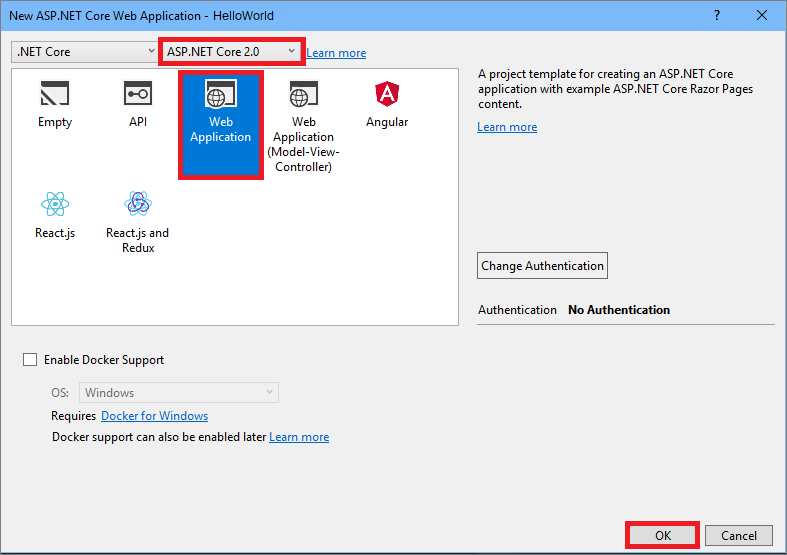 New ASP.NET Core Web Application - HelloWorld
?
.NET Core
ASP.NET Core 2.0
Learn more
Empty
API
Web
Application
Web
Application
(Model-View-
Controller)
Angular
React.js
React.js and
Redux
A project template for creating an ASP.NET Core
application with example ASP.NET Core Razor Pages
content.
Learn more
Change Authentication
Authentication No Authentication
Enable Docker Support
OS: Windows
Requires Docker for Windows
Docker support can also be enabled later Learn more
OK
Cancel